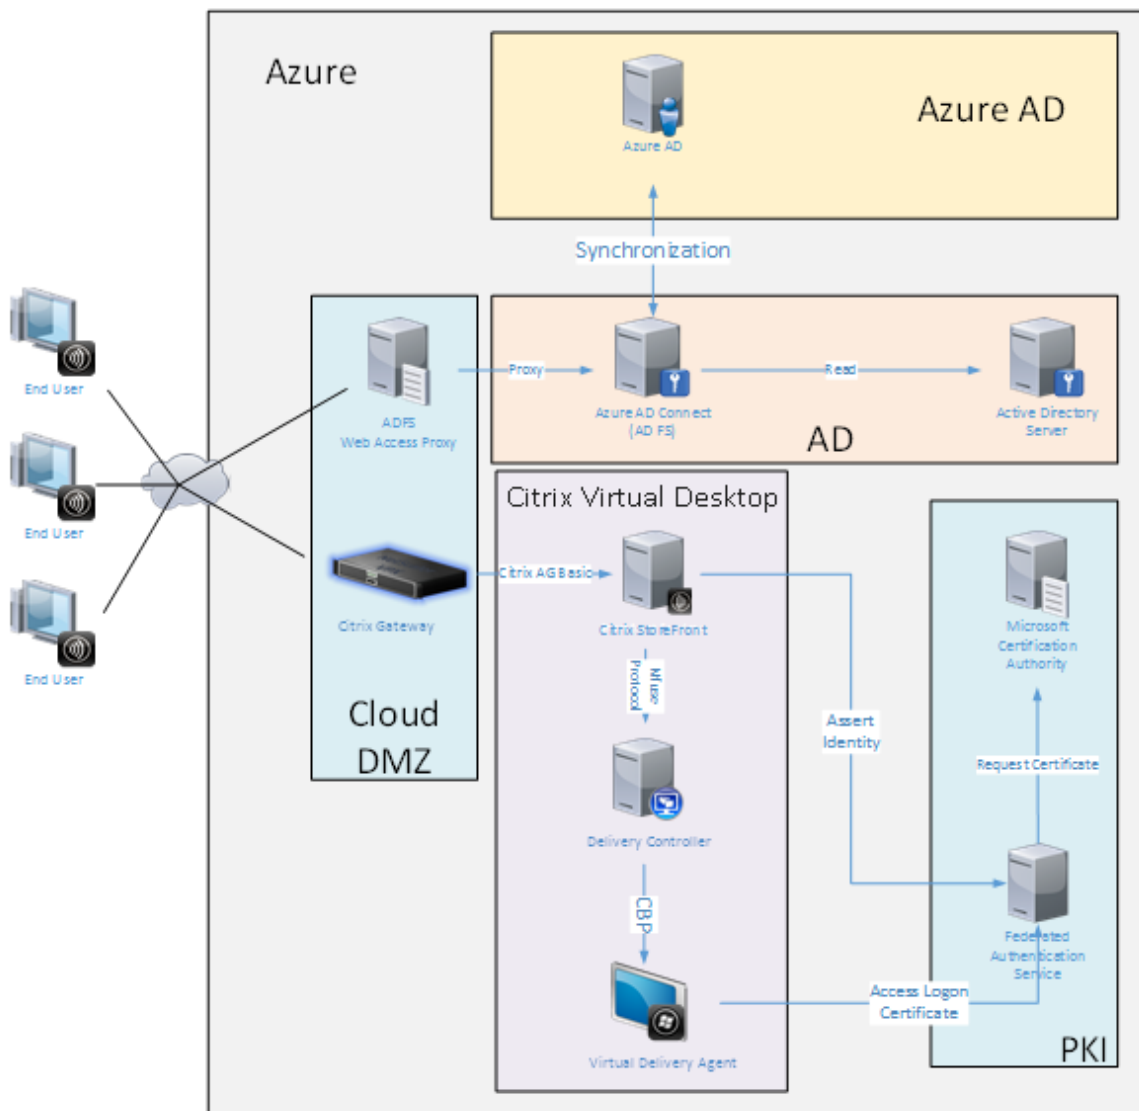 Azure
Azure AD
Azure AD
Synchronization
End User
End User
End User
ADFS
Web Access Proxy
Proxy
Azure AD Connect
(AD FS)
Read
Active Directory
Server
AD
Citrix Gateway
Cloud
DMZ
Citrix Virtual Desktop
Citrix AG Basic
Citrix StoreFront
Nfuse
Protocol
Delivery Controller
CBP
Virtual Delivery Agent
Assert
Identity
Access Logon
Certificate
Microsoft
Certification
Authority
Request Certificate
Federated
Authentication
Service
PKI